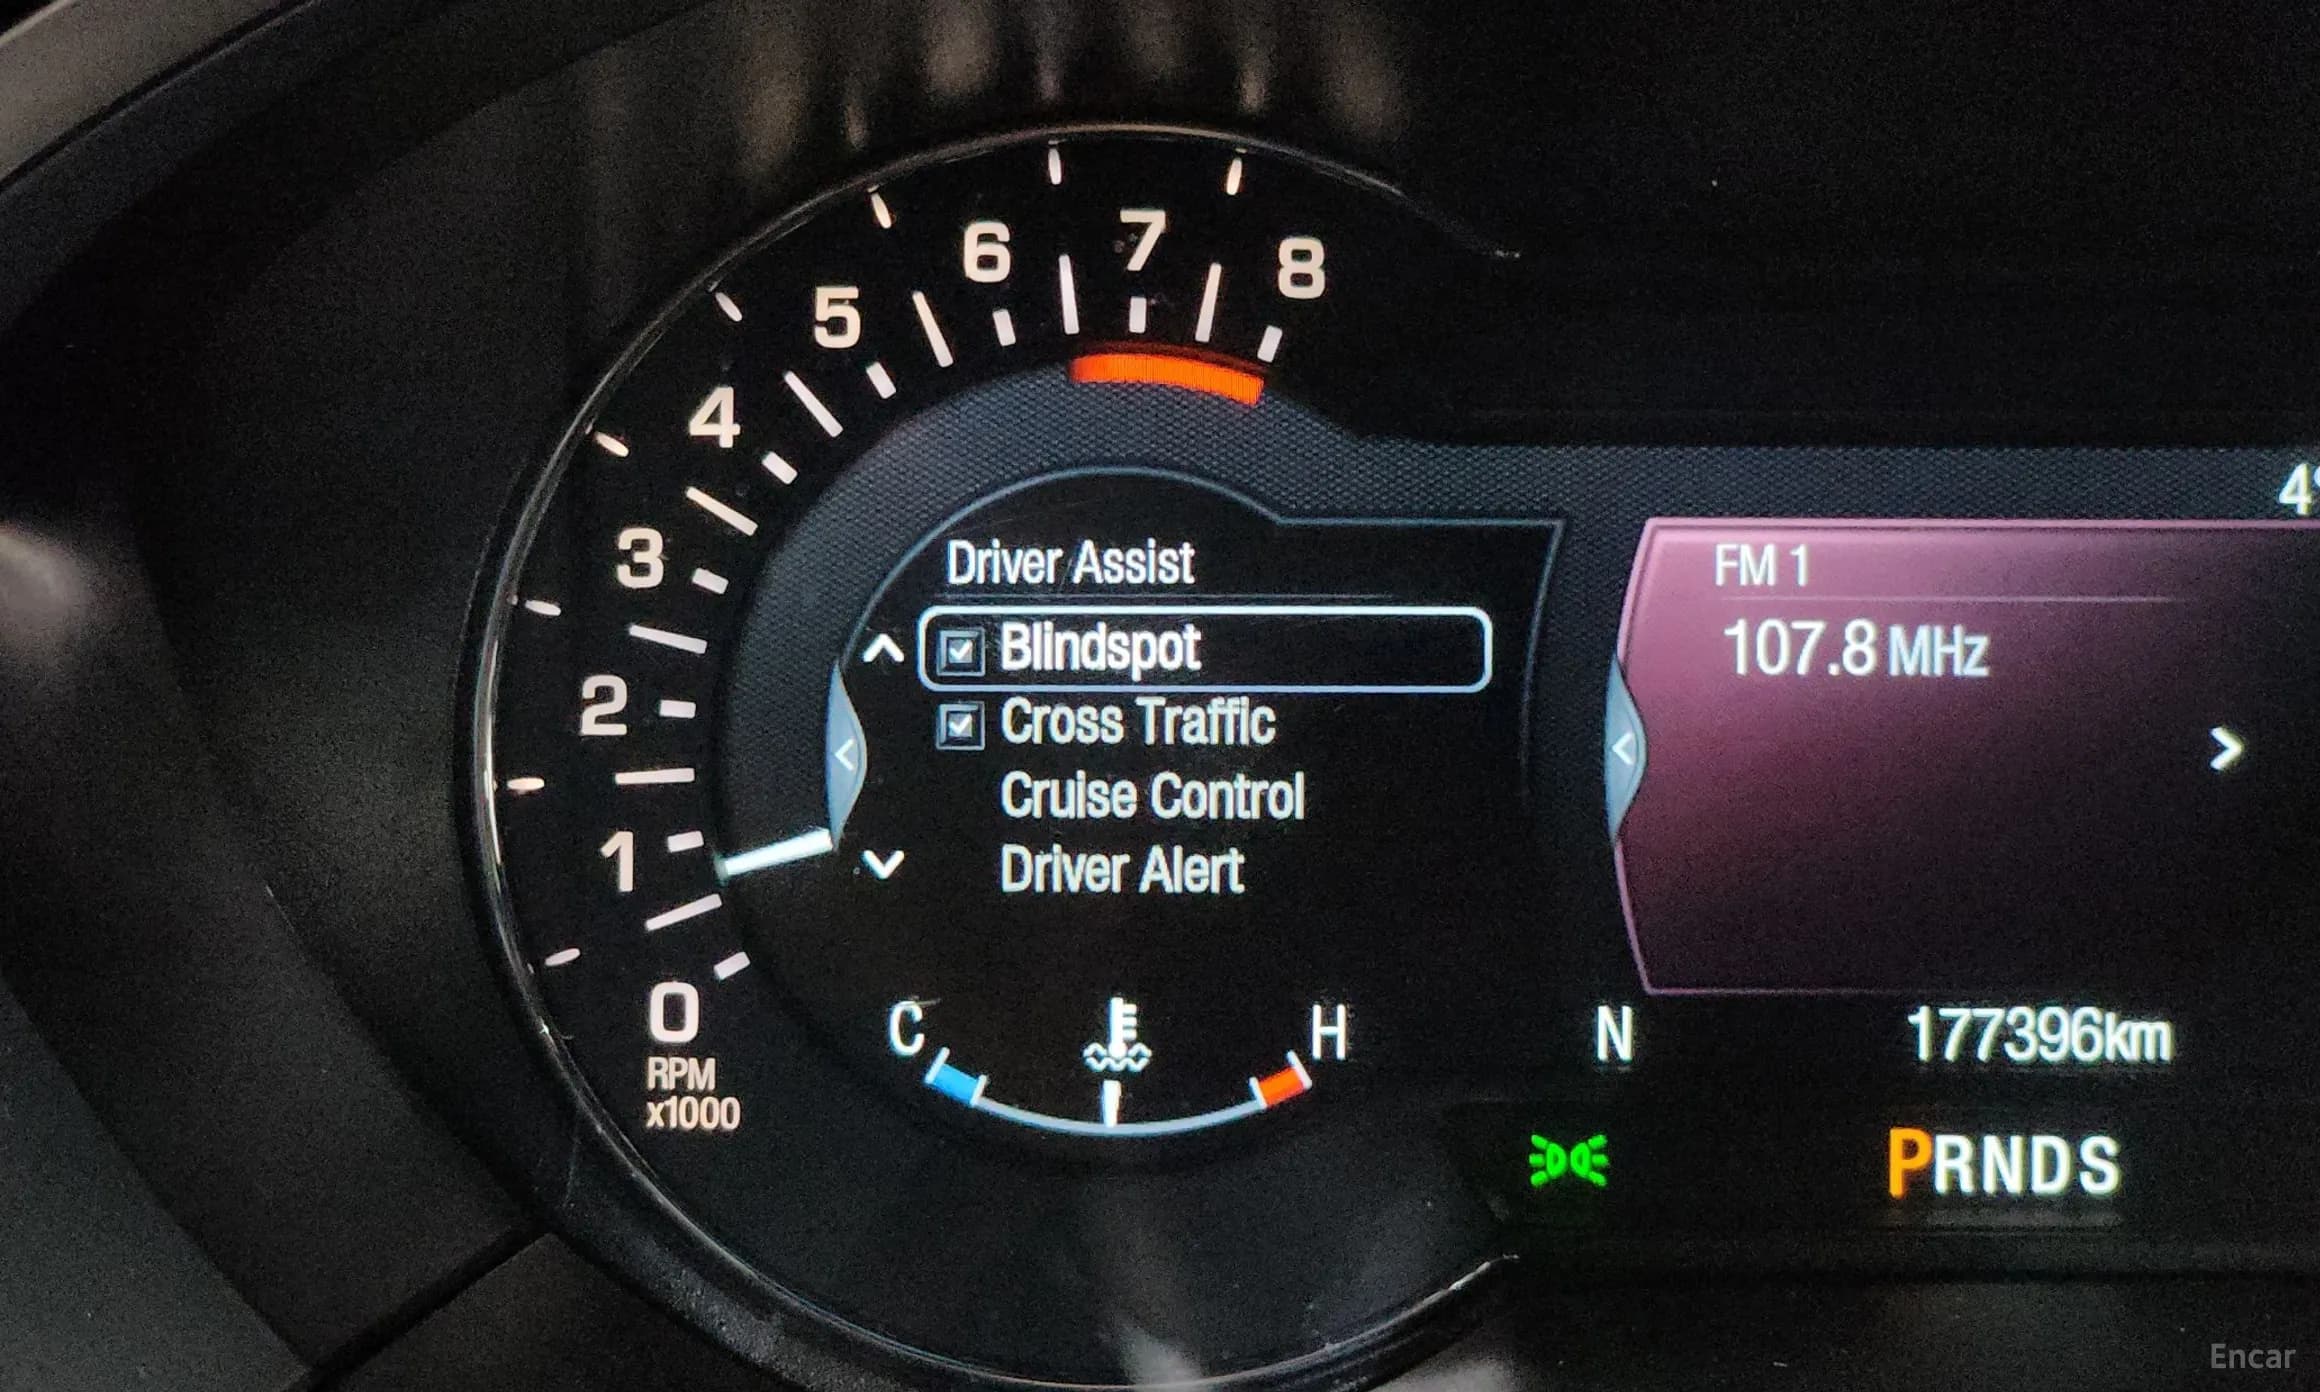 8
7
6
5
4
3
2
1
0
RPM
x1000
Driver Assist
Blindspot
Cross Traffic
Cruise Control
Driver Alert
C
H
4°
FM 1
107.8 MHz
N
177396km
PRNDS
Encar